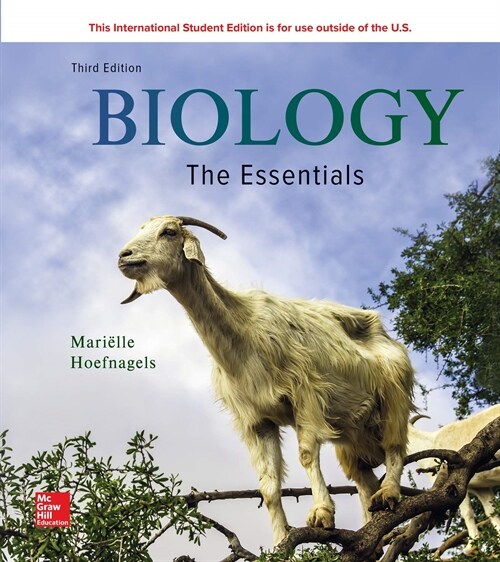 This International Student Edition is for use outside of the U.S.
Third Edition
BIOLOGY
The Essentials
Mariëlle
Hoefnagels
Mc
Graw
Hill
Education